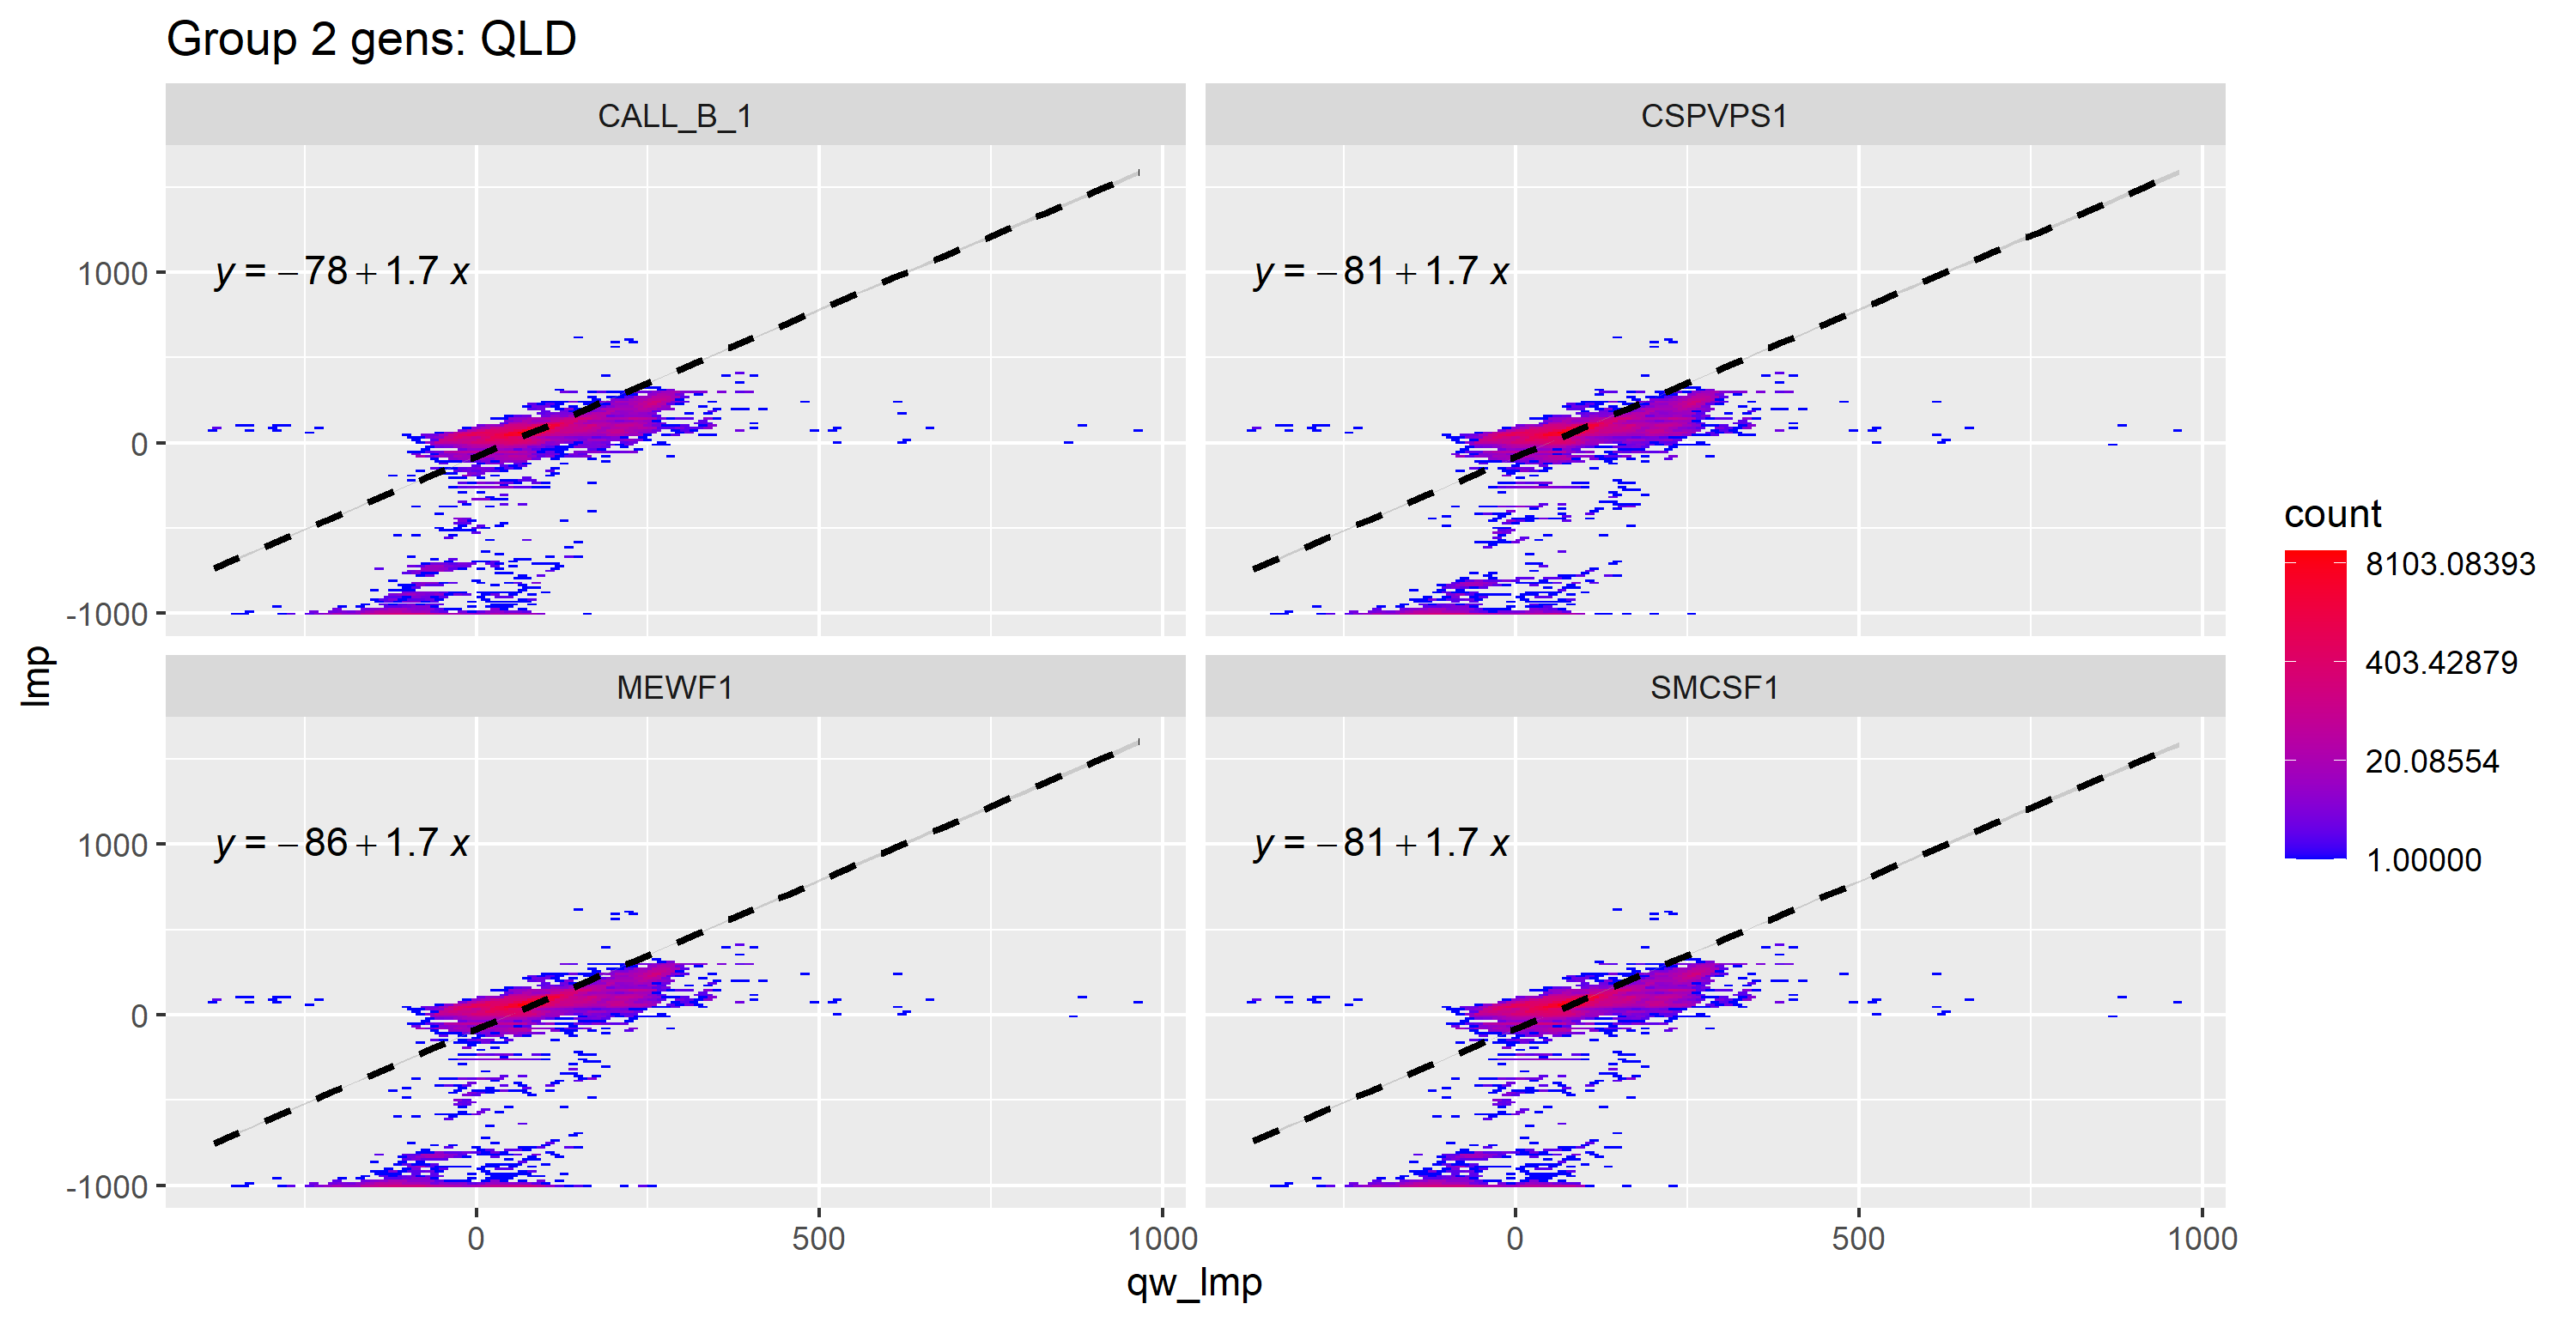 Group 2 gens: QLD
CALL_B_1
CSPVPS1
y = −78 + 1.7 x
y = −81 + 1.7 x
1000
0
-1000
MEWF1
SMCSF1
y = −86 + 1.7 x
y = −81 + 1.7 x
1000
0
-1000
lmp
0 500 1000
0 500 1000
qw_lmp
count
8103.08393
403.42879
20.08554
1.00000